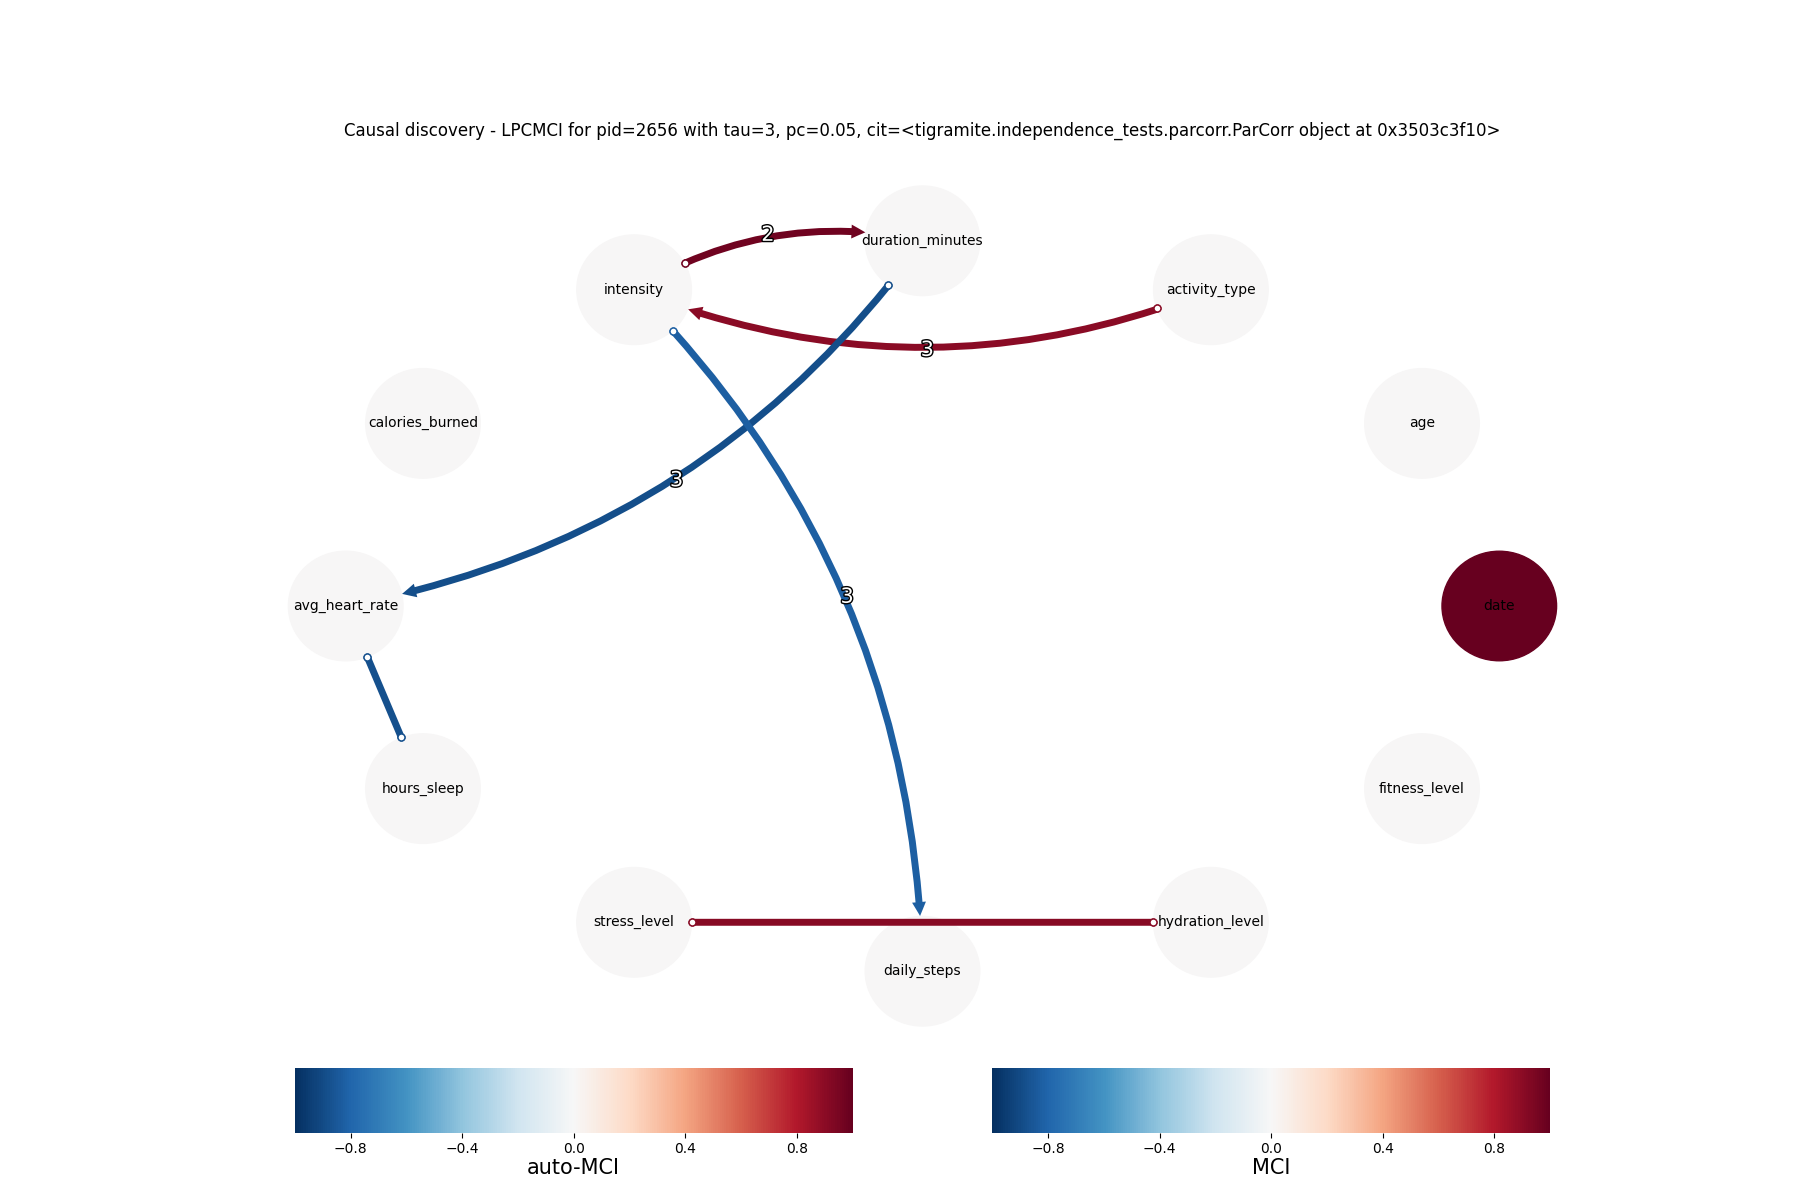 Causal discovery - LPCMCI for pid=2656 with tau=3, pc=0.05, cit=<tigramite.independence_tests.parcorr.ParCorr object at 0x3503c3f10>
2
duration_minutes
intensity
activity_type
3
calories_burned
age
3
3
avg_heart_rate
date
hours_sleep
fitness_level
stress_level
hydration_level
daily_steps
−0.8 −0.4 0.0 0.4 0.8
auto-MCI
−0.8 −0.4 0.0 0.4 0.8
MCI